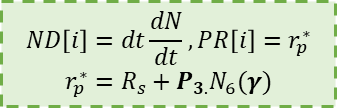 ND[i] = dt dN/dt , PR[i] = r_p^*
r_p^* = R_s + P_3.N_6(γ)